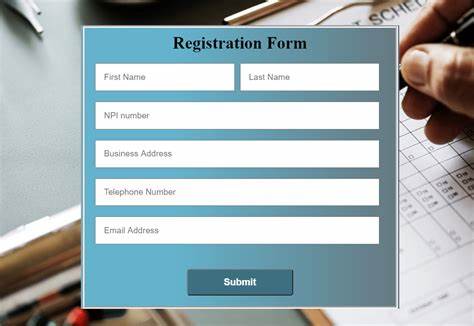 Registration Form
First Name Last Name
NPI number
Business Address
Telephone Number
Email Address
Submit